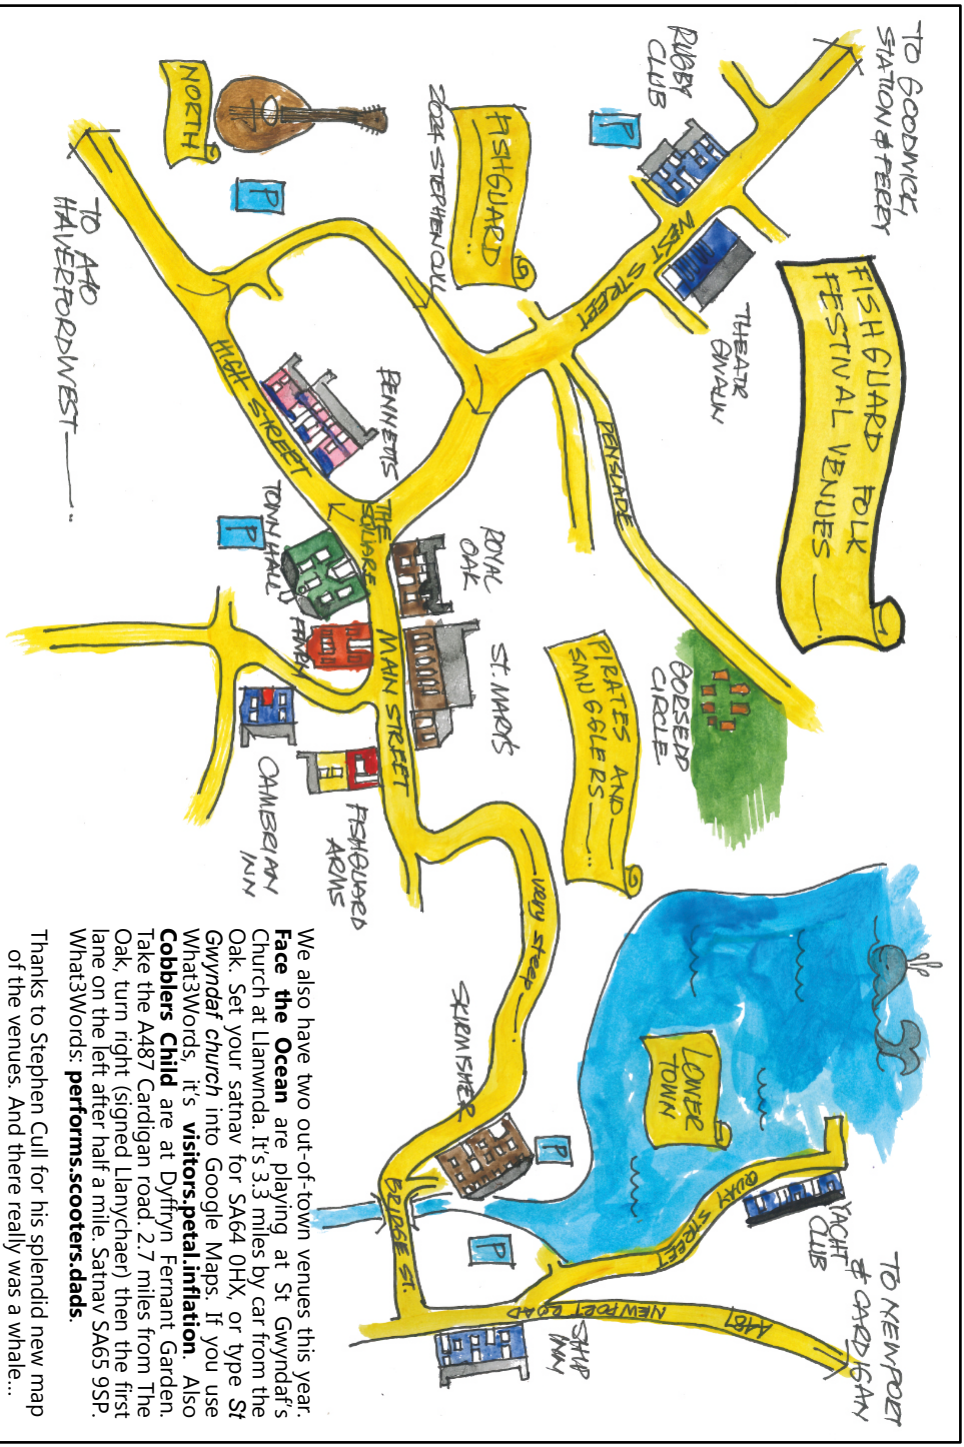 TO GOODWICK,
STATION & FERRY
FISHGUARD FOLK
FESTIVAL VENUES
RUGBY
CLUB
P
WEST STREET
THEATR
GWAUN
FISHGUARD
2024 STEPHEN CULL
NORTH
P
TO A40
HAVERFORDWEST
HIGH STREET
PENSLADE
THE
SQUARE
TOWN HALL
P
ROYAL
OAK
ST. MARY'S
MAIN STREET
GORSEDD
CIRCLE
PIRATES AND
SMUGGLERS
CAMBRIAN
INN
FISHGUARD
ARMS
very steep
SKIRMISHER
P
LOWER
TOWN
BRIDGE ST.
P
QUAY STREET
YACHT
CLUB
TO NEWPORT
& CARDIGAN
NEWPORT ROAD
A487
SHIP
INN
We also have two out-of-town venues this year.
Face the Ocean are playing at St Gwyndaf's
Church at Llanwnda. It's 3.3 miles by car from the
Oak. Set your satnav for SA64 0HX, or type St
Gwyndaf church into Google Maps. If you use
What3Words, it's visitors.petal.inflation. Also
Cobblers Child are at Dyffryn Fernant Garden.
Take the A487 Cardigan road. 2.7 miles from The
Oak, turn right (signed Llanychaer) then the first
lane on the left after half a mile. Satnav SA65 9SP.
What3Words: performs.scooters.dads.
Thanks to Stephen Cull for his splendid new map
of the venues. And there really was a whale...